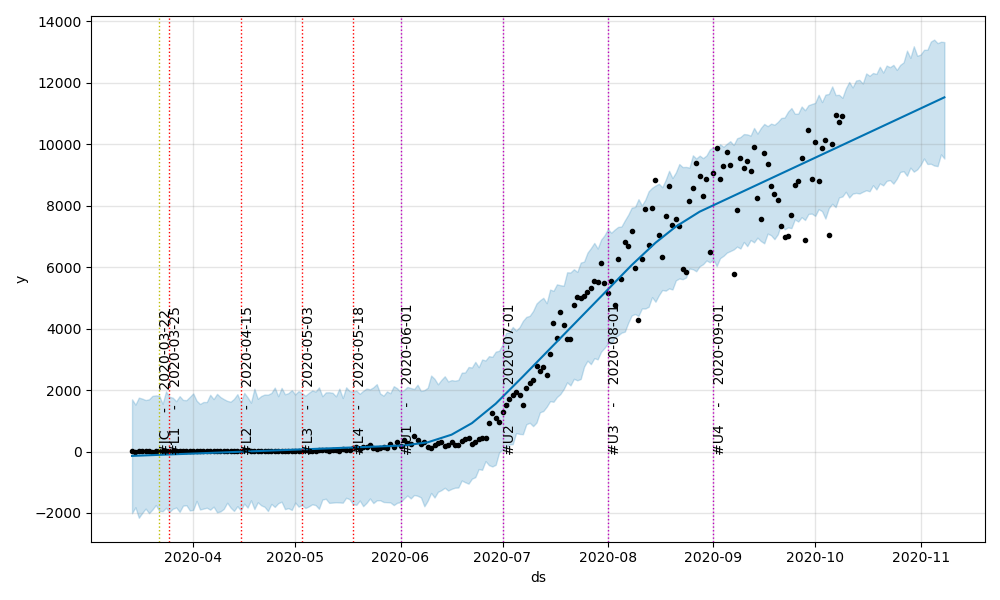 14000
12000
10000
8000
6000
4000
2000
0
−2000
y
#JC - 2020-03-22
#L1 - 2020-03-25
#L2 - 2020-04-15
#L3 - 2020-05-03
#L4 - 2020-05-18
#U1 - 2020-06-01
#U2 - 2020-07-01
#U3 - 2020-08-01
#U4 - 2020-09-01
2020-04
2020-05
2020-06
2020-07
2020-08
2020-09
2020-10
2020-11
ds